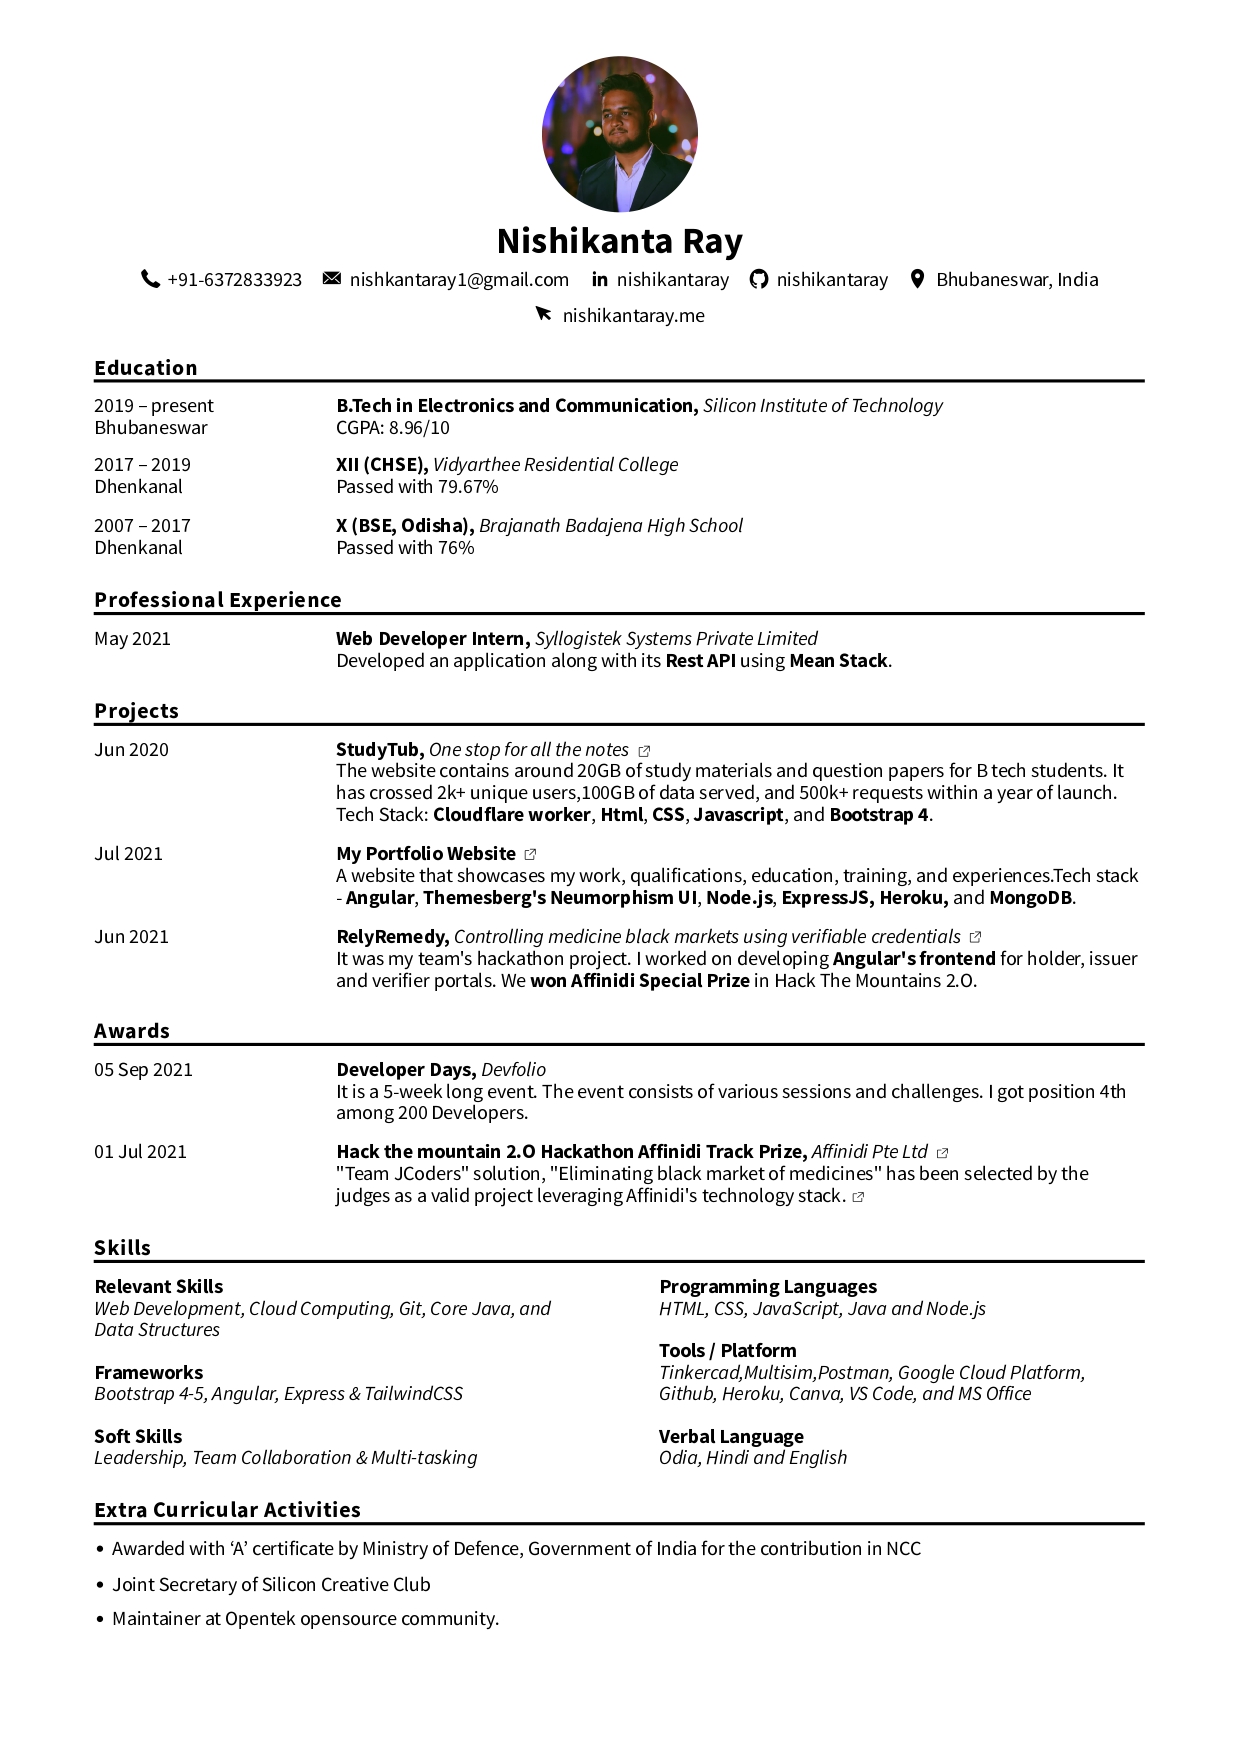 Nishikanta Ray
+91-6372833923 nishkantaray1@gmail.com nishikantaray nishikantaray Bhubaneswar, India
nishikantaray.me
Education
2019 – present B.Tech in Electronics and Communication, Silicon Institute of Technology
Bhubaneswar CGPA: 8.96/10
2017 – 2019 XII (CHSE), Vidyarthee Residential College
Dhenkanal Passed with 79.67%
2007 – 2017 X (BSE, Odisha), Brajanath Badajena High School
Dhenkanal Passed with 76%
Professional Experience
May 2021 Web Developer Intern, Syllogistek Systems Private Limited
Developed an application along with its Rest API using Mean Stack.
Projects
Jun 2020 StudyTub, One stop for all the notes
The website contains around 20GB of study materials and question papers for B tech students. It
has crossed 2k+ unique users,100GB of data served, and 500k+ requests within a year of launch.
Tech Stack: Cloudflare worker, Html, CSS, Javascript, and Bootstrap 4.
Jul 2021 My Portfolio Website
A website that showcases my work, qualifications, education, training, and experiences.Tech stack
- Angular, Themesberg's Neumorphism UI, Node.js, ExpressJS, Heroku, and MongoDB.
Jun 2021 RelyRemedy, Controlling medicine black markets using verifiable credentials
It was my team's hackathon project. I worked on developing Angular's frontend for holder, issuer
and verifier portals. We won Affinidi Special Prize in Hack The Mountains 2.O.
Awards
05 Sep 2021 Developer Days, Devfolio
It is a 5-week long event. The event consists of various sessions and challenges. I got position 4th
among 200 Developers.
01 Jul 2021 Hack the mountain 2.O Hackathon Affinidi Track Prize, Affinidi Pte Ltd
"Team JCoders" solution, "Eliminating black market of medicines" has been selected by the
judges as a valid project leveraging Affinidi's technology stack.
Skills
Relevant Skills
Web Development, Cloud Computing, Git, Core Java, and
Data Structures
Frameworks
Bootstrap 4-5, Angular, Express & TailwindCSS
Soft Skills
Leadership, Team Collaboration & Multi-tasking
Programming Languages
HTML, CSS, JavaScript, Java and Node.js
Tools / Platform
Tinkercad,Multisim,Postman, Google Cloud Platform,
Github, Heroku, Canva, VS Code, and MS Office
Verbal Language
Odia, Hindi and English
Extra Curricular Activities
• Awarded with ‘A’ certificate by Ministry of Defence, Government of India for the contribution in NCC
• Joint Secretary of Silicon Creative Club
• Maintainer at Opentek opensource community.